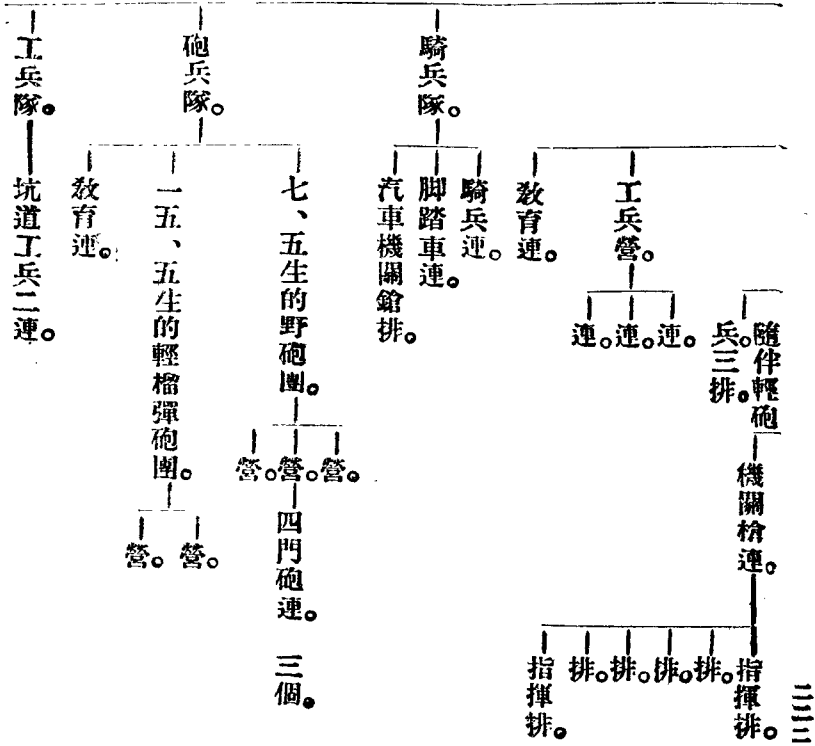 二二二
隨伴輕砲
兵。三排。
機關槍連。
指揮排。
排。
排。
排。
排。
指揮排。
工兵營。
連。
連。
連。
教育連。
騎兵隊。
騎兵連。
脚踏車連。
汽車機關鎗排。
砲兵隊。
七、五生的野砲團。
營。
營。
四門砲連。　三個。
營。
一五、五生的輕榴彈砲團。
營。
營。
教育連。
工兵隊。
坑道工兵二連。